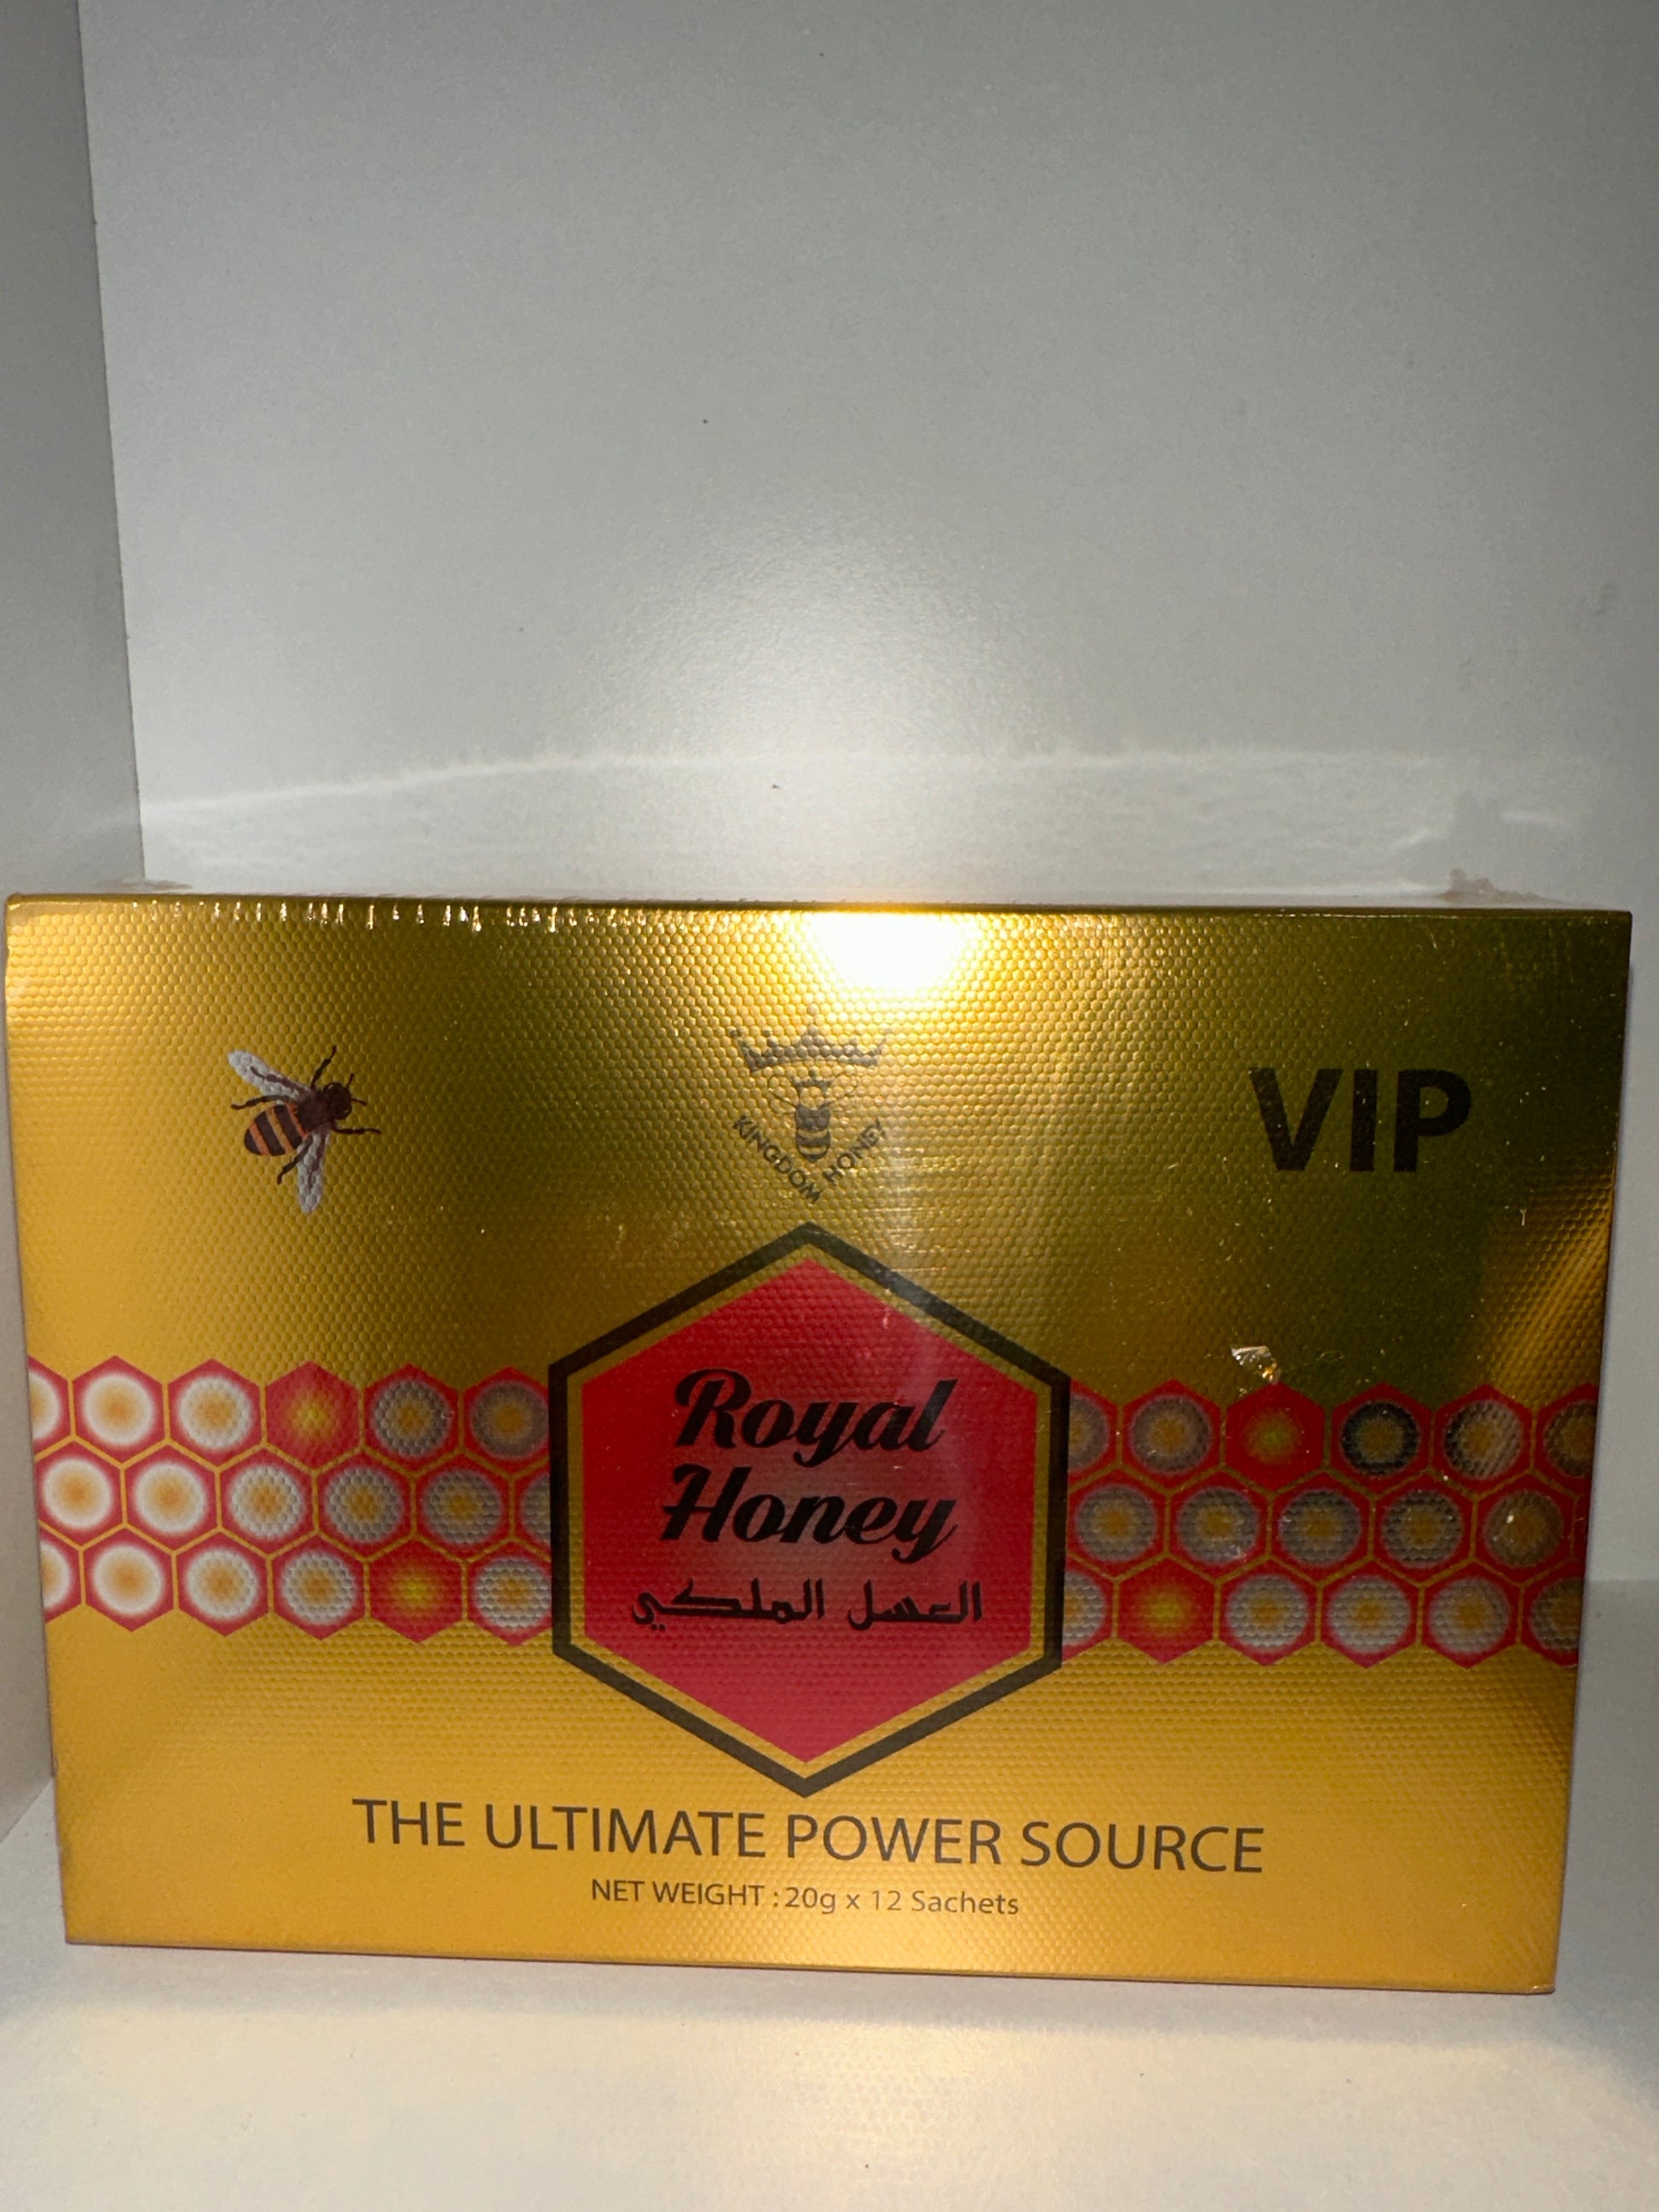 VIP
KINGDOM HONEY
Royal
Honey
العسل الملكي
THE ULTIMATE POWER SOURCE
NET WEIGHT : 20g x 12 Sachets